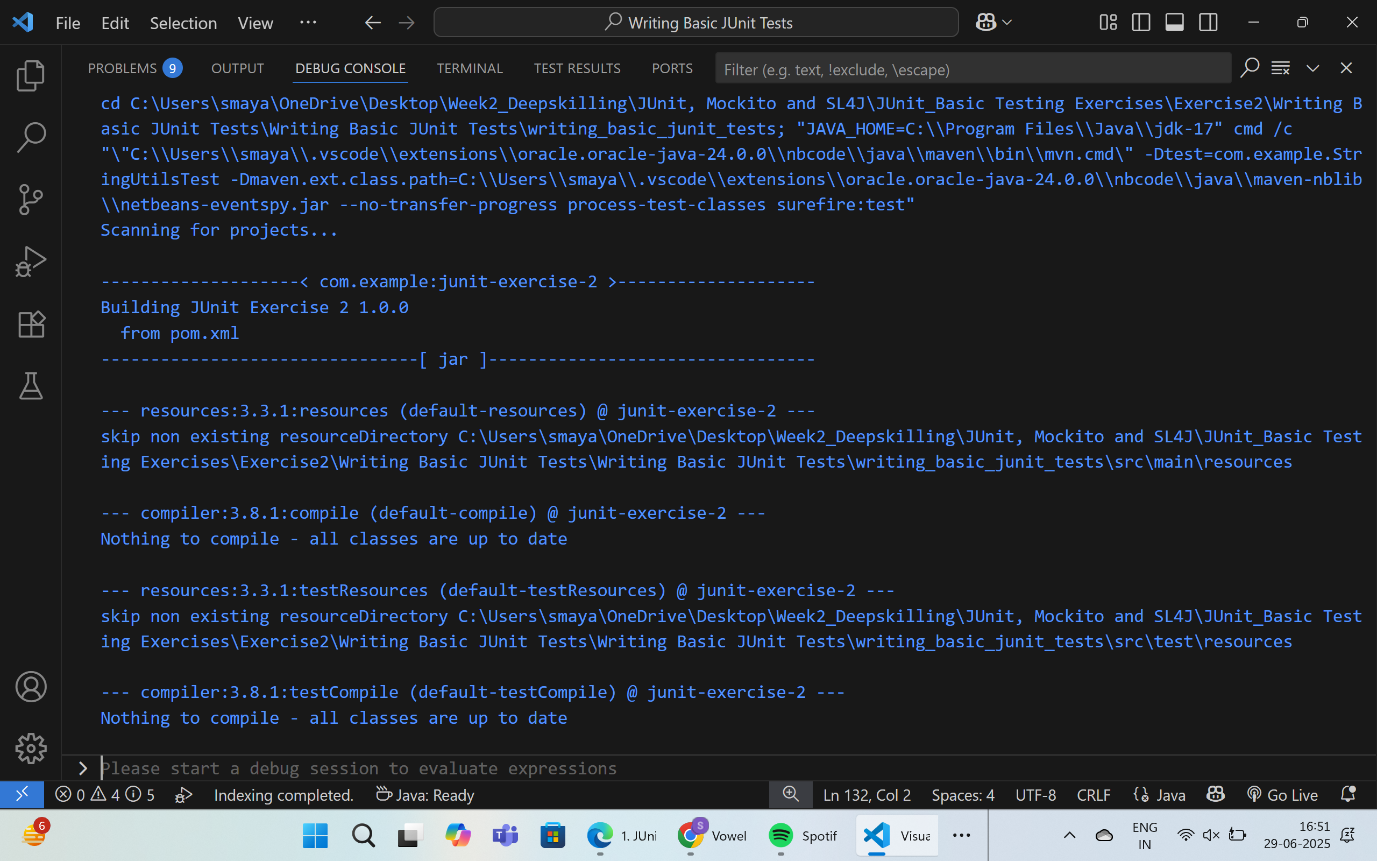 File Edit Selection View ··· Writing Basic JUnit Tests
PROBLEMS 9 OUTPUT DEBUG CONSOLE TERMINAL TEST RESULTS PORTS Filter (e.g. text, !exclude, \escape)
cd C:\Users\smaya\OneDrive\Desktop\Week2_Deepskilling\JUnit, Mockito and SL4J\JUnit_Basic Testing Exercises\Exercise2\Writing B
asic JUnit Tests\Writing Basic JUnit Tests\writing_basic_junit_tests; "JAVA_HOME=C:\\Program Files\\Java\\jdk-17" cmd /c
"\"C:\\Users\\smaya\\.vscode\\extensions\\oracle.oracle-java-24.0.0\\nbcode\\java\\maven\\bin\\mvn.cmd\" -Dtest=com.example.Str
ingUtilsTest -Dmaven.ext.class.path=C:\\Users\\smaya\\.vscode\\extensions\\oracle.oracle-java-24.0.0\\nbcode\\java\\maven-nblib
\\netbeans-eventspy.jar --no-transfer-progress process-test-classes surefire:test"
Scanning for projects...
--------------------< com.example:junit-exercise-2 >--------------------
Building JUnit Exercise 2 1.0.0
from pom.xml
--------------------------------[ jar ]---------------------------------
--- resources:3.3.1:resources (default-resources) @ junit-exercise-2 ---
skip non existing resourceDirectory C:\Users\smaya\OneDrive\Desktop\Week2_Deepskilling\JUnit, Mockito and SL4J\JUnit_Basic Test
ing Exercises\Exercise2\Writing Basic JUnit Tests\Writing Basic JUnit Tests\writing_basic_junit_tests\src\main\resources
--- compiler:3.8.1:compile (default-compile) @ junit-exercise-2 ---
Nothing to compile - all classes are up to date
--- resources:3.3.1:testResources (default-testResources) @ junit-exercise-2 ---
skip non existing resourceDirectory C:\Users\smaya\OneDrive\Desktop\Week2_Deepskilling\JUnit, Mockito and SL4J\JUnit_Basic Test
ing Exercises\Exercise2\Writing Basic JUnit Tests\Writing Basic JUnit Tests\writing_basic_junit_tests\src\test\resources
--- compiler:3.8.1:testCompile (default-testCompile) @ junit-exercise-2 ---
Nothing to compile - all classes are up to date
Please start a debug session to evaluate expressions
0 4 5 Indexing completed. Java: Ready Ln 132, Col 2 Spaces: 4 UTF-8 CRLF Java Go Live
6 1. JUni S Vowel Spotif Visua ENG IN 16:51
29-06-2025